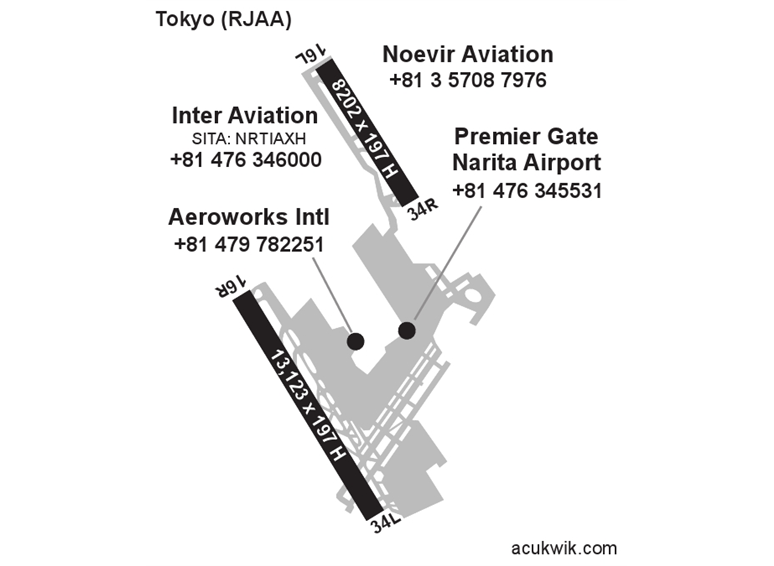 Tokyo (RJAA)
16L
8202 x 197 H
34R
Noevir Aviation
+81 3 5708 7976
Inter Aviation
SITA: NRTIAXH
+81 476 346000
Premier Gate
Narita Airport
+81 476 345531
Aeroworks Intl
+81 479 782251
16R
13,123 x 197 H
34L
acukwik.com